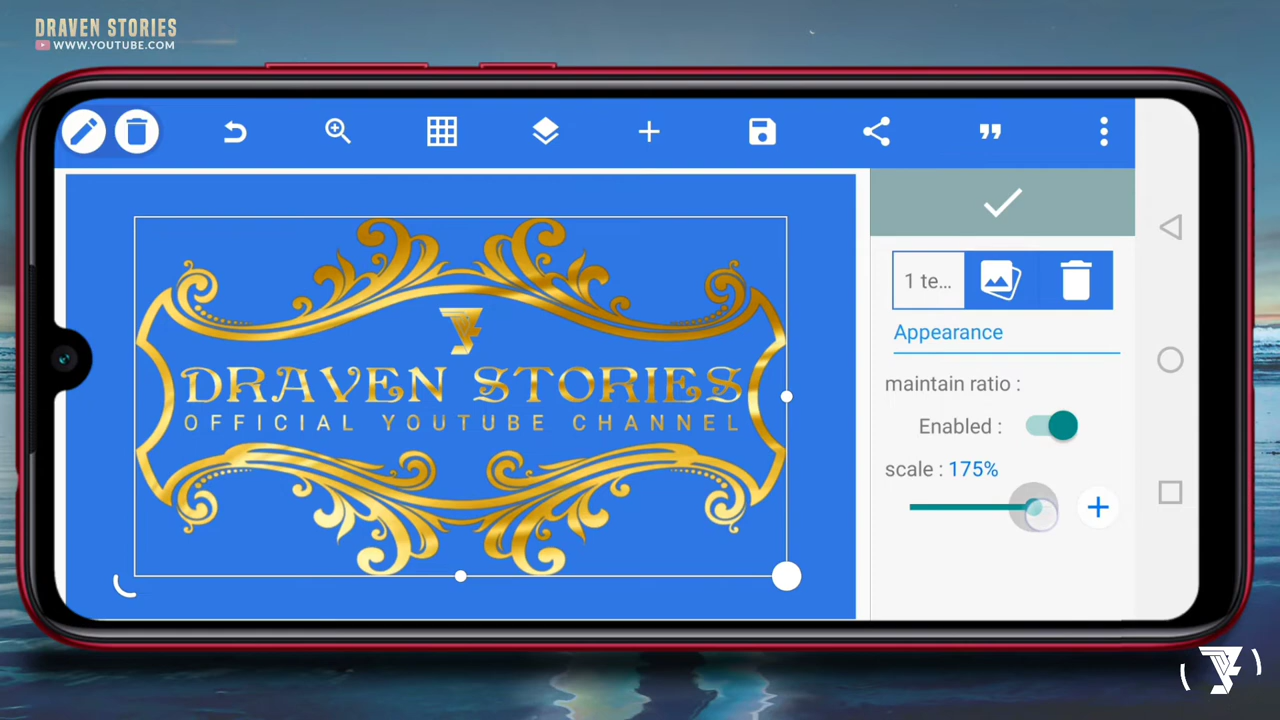 DRAVEN STORIES
WWW.YOUTUBE.COM
1 te...
Appearance
maintain ratio :
Enabled :
scale : 175%
DRAVEN STORIES
OFFICIAL YOUTUBE CHANNEL